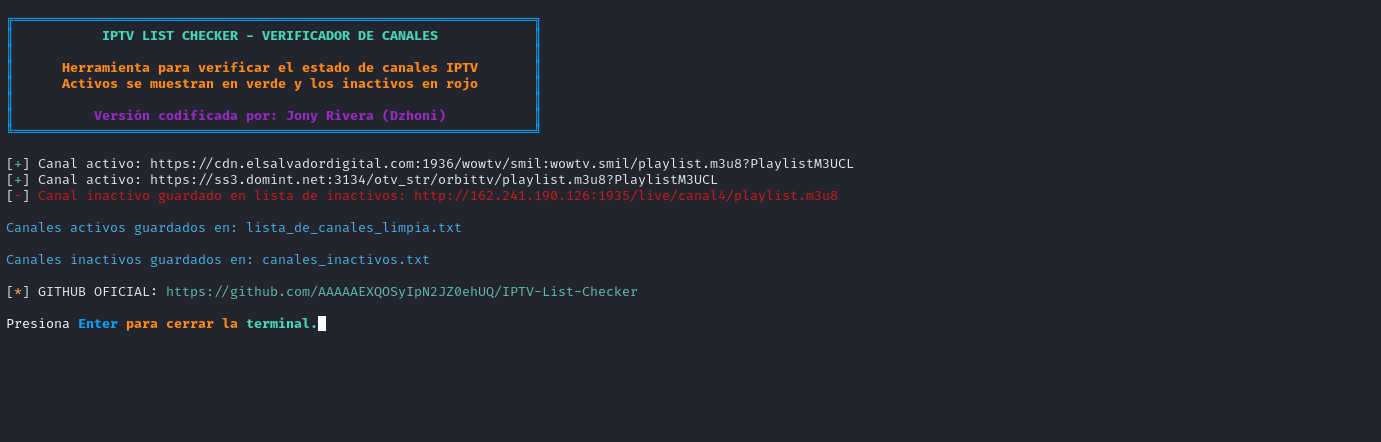 IPTV LIST CHECKER - VERIFICADOR DE CANALES
Herramienta para verificar el estado de canales IPTV
Activos se muestran en verde y los inactivos en rojo
Versión codificada por: Jony Rivera (Dzhoni)
[+] Canal activo: https://cdn.elsalvadordigital.com:1936/wowtv/smil:wowtv.smil/playlist.m3u8?PlaylistM3UCL
[+] Canal activo: https://ss3.domint.net:3134/otv_str/orbittv/playlist.m3u8?PlaylistM3UCL
[-] Canal inactivo guardado en lista de inactivos: http://162.241.190.126:1935/live/canal4/playlist.m3u8
Canales activos guardados en: lista_de_canales_limpia.txt
Canales inactivos guardados en: canales_inactivos.txt
[*] GITHUB OFICIAL: https://github.com/AAAAAEXQOSyIpN2JZ0ehUQ/IPTV-List-Checker
Presiona Enter para cerrar la terminal.